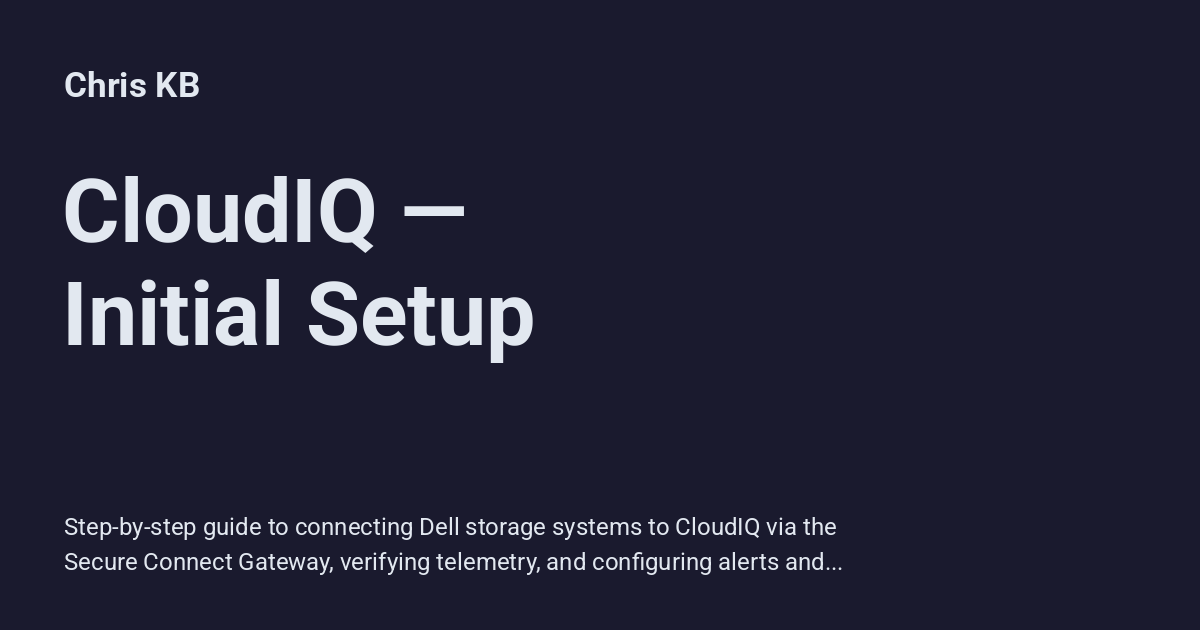 Chris KB
CloudIQ —
Initial Setup
Step-by-step guide to connecting Dell storage systems to CloudIQ via the
Secure Connect Gateway, verifying telemetry, and configuring alerts and...